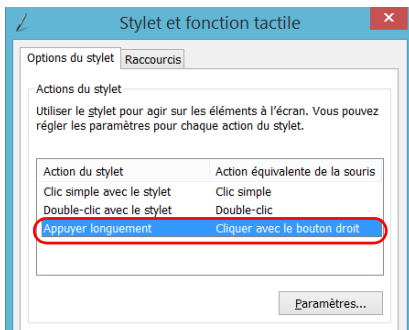 Stylet et fonction tactile
Options du stylet Raccourcis
Actions du stylet
Utiliser le stylet pour agir sur les éléments à l'écran. Vous pouvez
régler les paramètres pour chaque action du stylet.
Action du stylet Action équivalente de la souris
Clic simple avec le stylet Clic simple
Double-clic avec le stylet Double-clic
Appuyer longuement Cliquer avec le bouton droit
Paramètres...